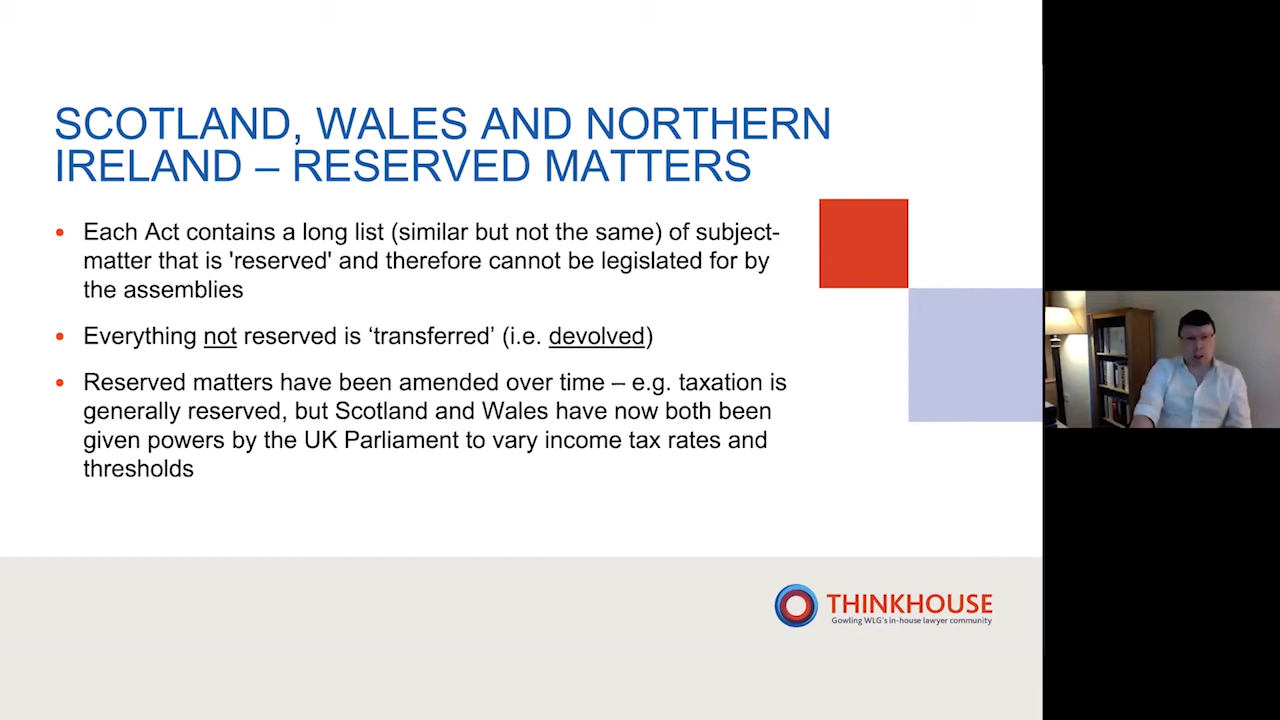 SCOTLAND, WALES AND NORTHERN
IRELAND – RESERVED MATTERS
• Each Act contains a long list (similar but not the same) of subject-
matter that is 'reserved' and therefore cannot be legislated for by
the assemblies
• Everything not reserved is ‘transferred’ (i.e. devolved)
• Reserved matters have been amended over time – e.g. taxation is
generally reserved, but Scotland and Wales have now both been
given powers by the UK Parliament to vary income tax rates and
thresholds
THINKHOUSE
Gowling WLG's in-house lawyer community